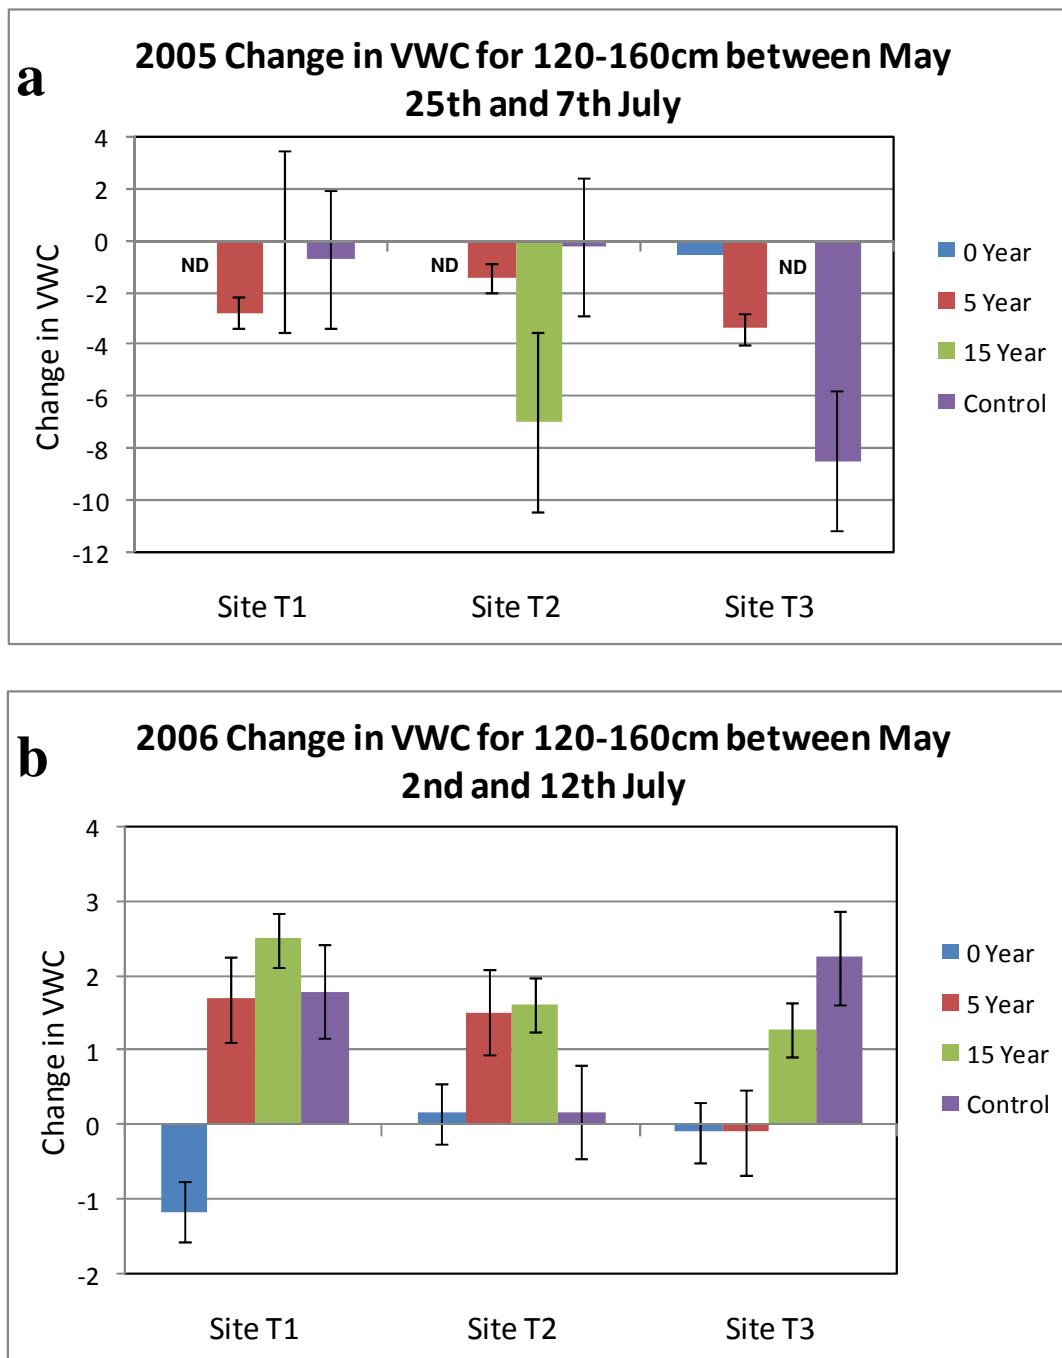 a
2005 Change in VWC for 120-160cm between May
25th and 7th July
Change in VWC
4
2
0
-2
-4
-6
-8
-10
-12
ND
ND
ND
Site T1
Site T2
Site T3
0 Year
5 Year
15 Year
Control
b
2006 Change in VWC for 120-160cm between May
2nd and 12th July
Change in VWC
4
3
2
1
0
-1
-2
Site T1
Site T2
Site T3
0 Year
5 Year
15 Year
Control